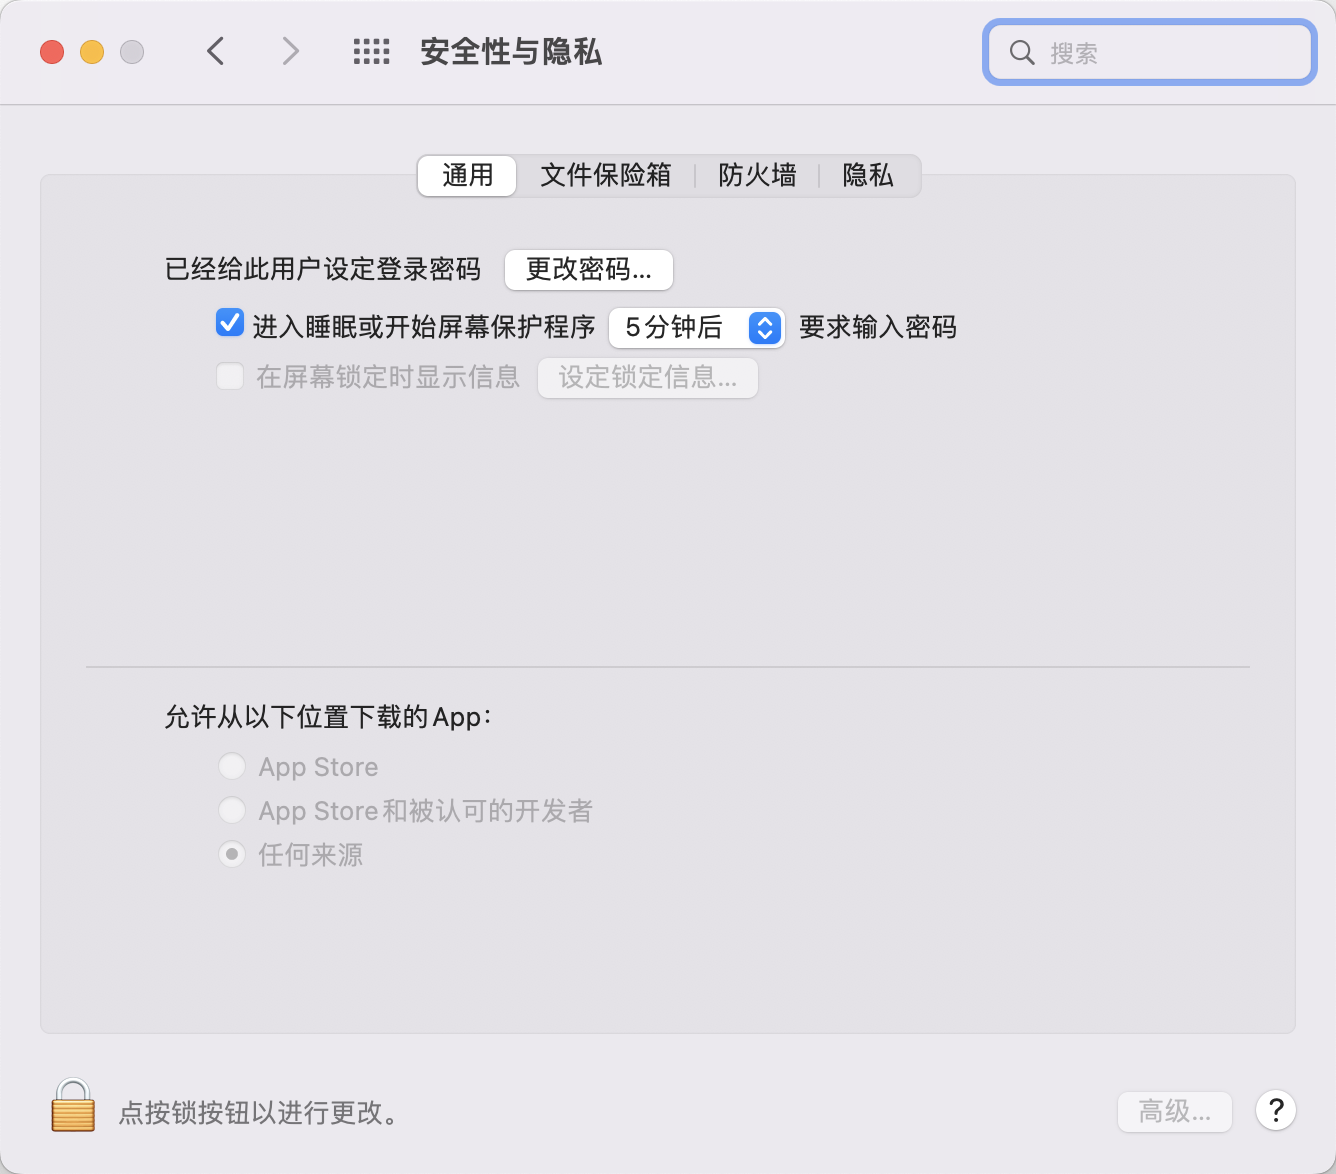 安全性与隐私
搜索
通用 文件保险箱 防火墙 隐私
已经给此用户设定登录密码 更改密码...
进入睡眠或开始屏幕保护程序 5分钟后 要求输入密码
在屏幕锁定时显示信息 设定锁定信息...
允许从以下位置下载的App：
App Store
App Store和被认可的开发者
任何来源
点按锁按钮以进行更改。
高级... ?